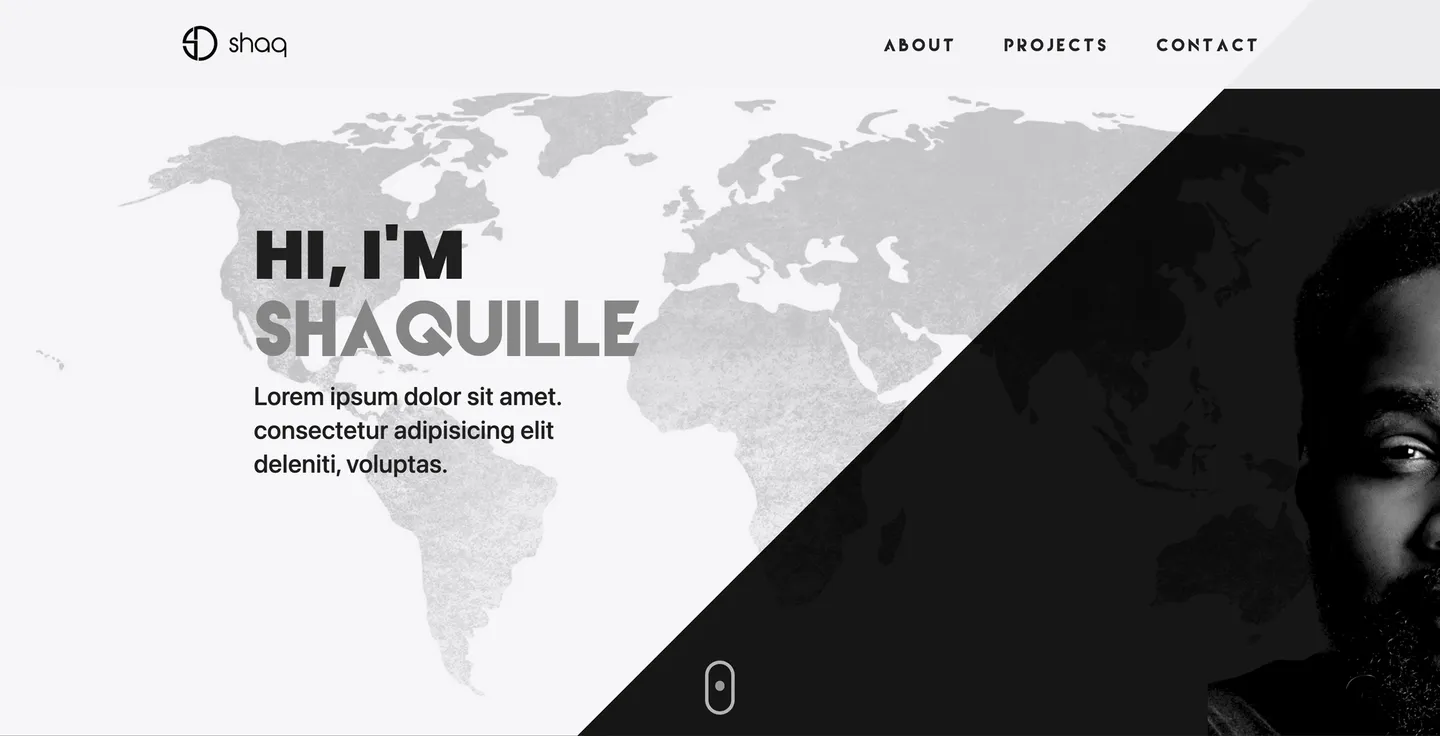 shaq
ABOUT PROJECTS CONTACT
HI, I'M
SHAQUILLE
Lorem ipsum dolor sit amet.
consectetur adipisicing elit
deleniti, voluptas.